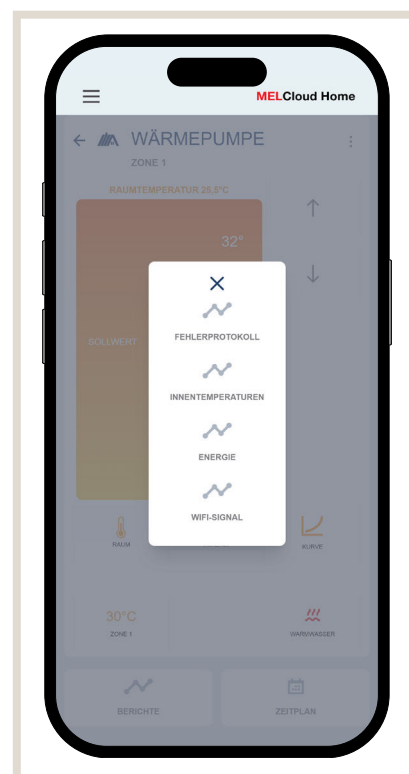 MELCloud Home
WÄRMEPUMPE
ZONE 1
RAUMTEMPERATUR 25,5°C
32°
SOLLWERT
FEHLERPROTOKOLL
INNENTEMPERATUREN
ENERGIE
WIFI-SIGNAL
RAUM
KURVE
30°C
ZONE 1
WARMWASSER
BERICHTE
ZEITPLAN